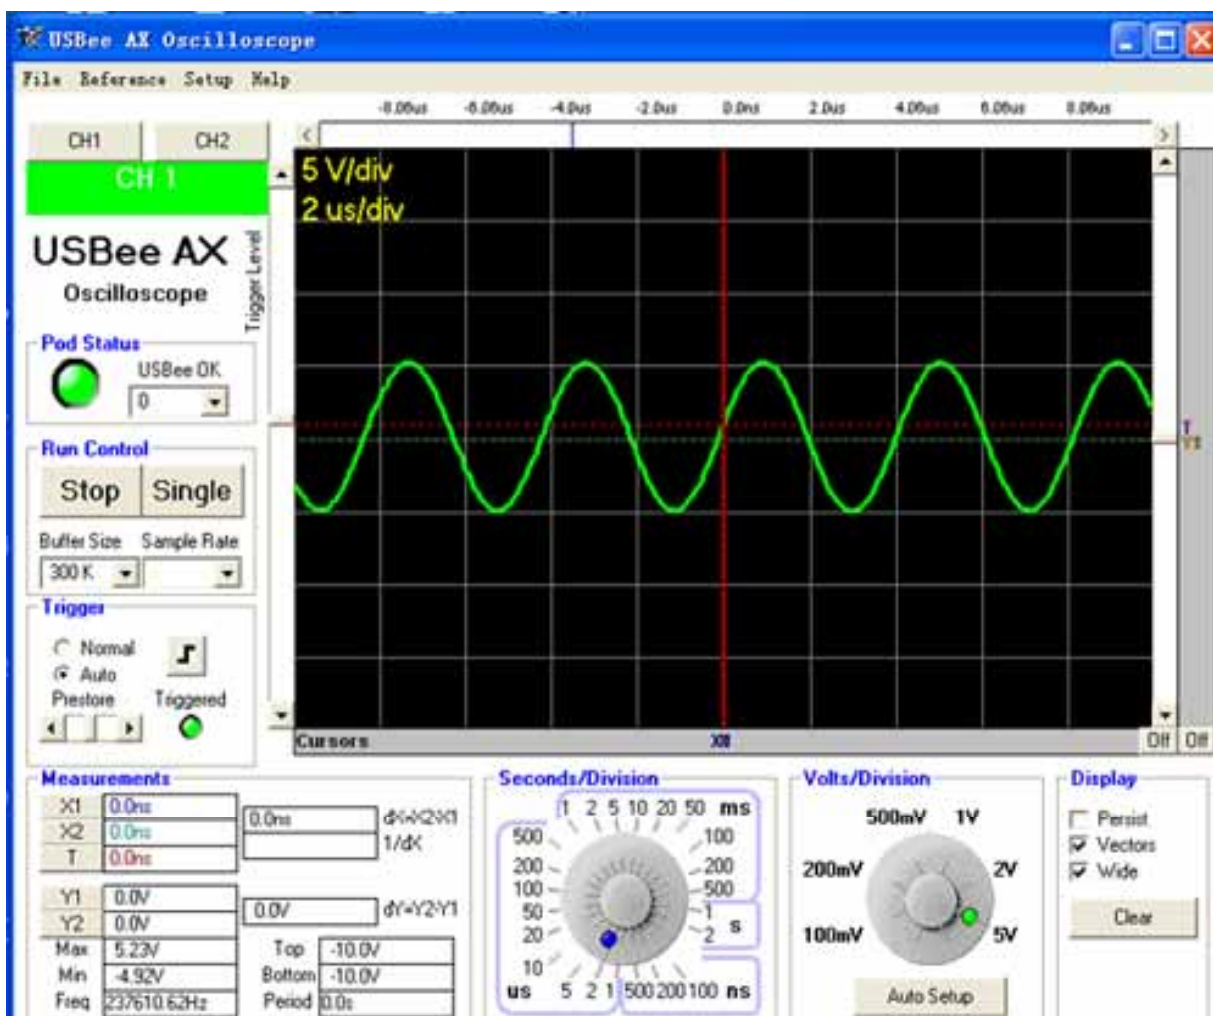 USBee AX Oscilloscope
File Reference Setup Help
-8.06us -6.06us -4.0us -2.0us 0.0ns 2.0us 4.06us 6.06us 8.06us
CH1 CH2
< >
CH 1
5 V/div
2 us/div
USBee AX
Oscilloscope
Trigger Level
Pod Status
USBee OK
0
T
Run Control
Stop Single
Buffer Size Sample Rate
300 K
Trigger
Normal
Auto
Prestore Triggered
Cursors Off Off
Measurements
X1 0.0ns
X2 0.0ns
T 0.0ns
0.0ns dX=X2-X1
1/dX
Y1 0.0V
Y2 0.0V
0.0V dY=Y2-Y1
Max 5.23V Top -10.0V
Min -4.92V Bottom -10.0V
Freq 237610.62Hz Period 0.0s
Seconds/Division
1 2 5 10 20 50 ms
500 100
200 200
100 500
50 1
20 2 s
10
us 5 2 1 500 200 100 ns
Volts/Division
500mV 1V
200mV 2V
100mV 5V
Auto Setup
Display
Persist
Vectors
Wide
Clear